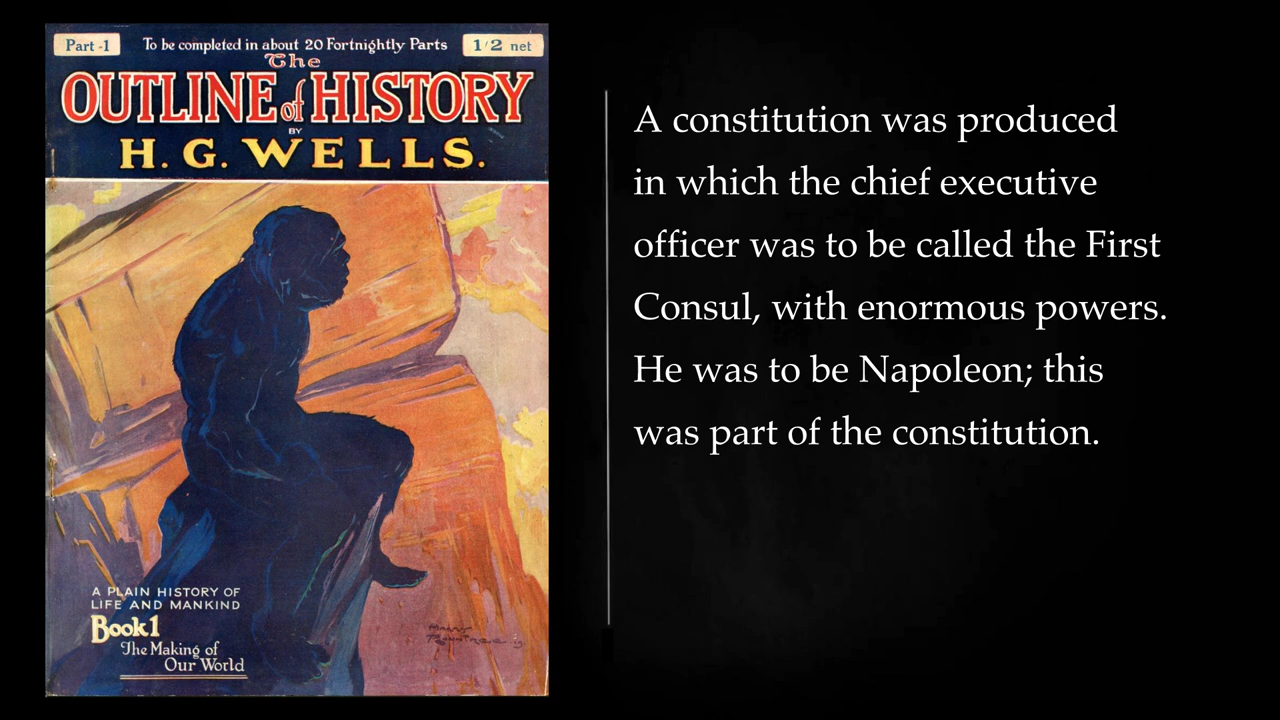 Part -1
To be completed in about 20 Fortnightly Parts
1/2 net
The
OUTLINE of HISTORY
BY
H. G. WELLS.
A PLAIN HISTORY OF
LIFE AND MANKIND
Book 1
The Making of
Our World
A constitution was produced
in which the chief executive
officer was to be called the First
Consul, with enormous powers.
He was to be Napoleon; this
was part of the constitution.